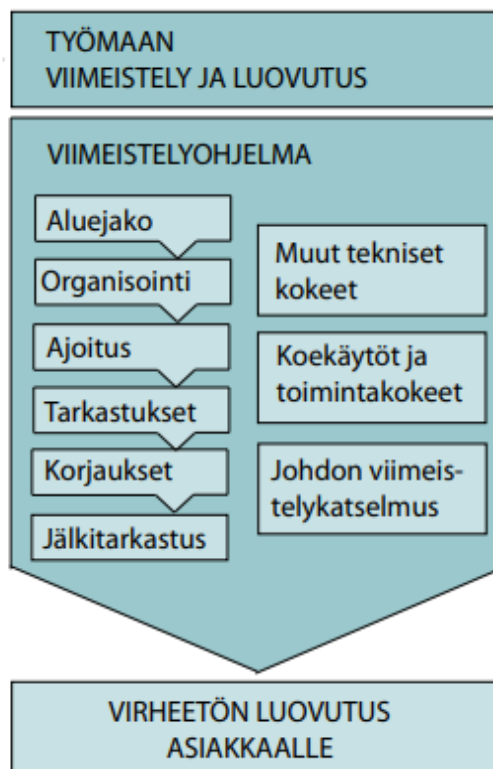 TYÖMAAN
VIIMEISTELY JA LUOVUTUS
VIIMEISTELYOHJELMA
Aluejako
Organisointi
Ajoitus
Tarkastukset
Korjaukset
Jälkitarkastus
Muut tekniset
kokeet
Koekäytöt ja
toimintakokeet
Johdon viimeis-
telykatselmus
VIRHEETÖN LUOVUTUS
ASIAKKAALLE